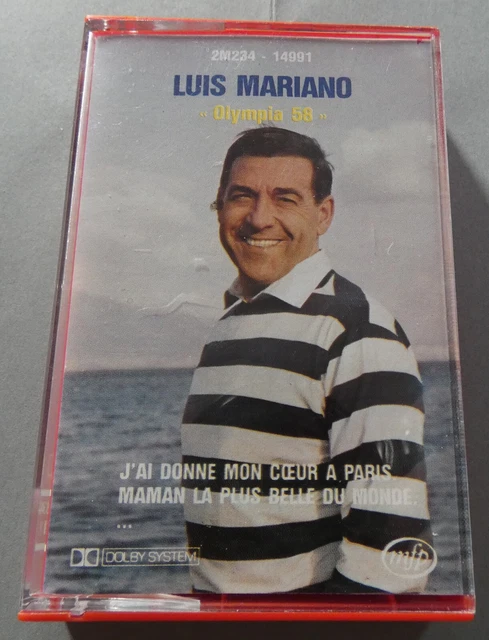 2M234 - 14991
LUIS MARIANO
« Olympia 58 »
J'AI DONNE MON CŒUR A PARIS.
MAMAN LA PLUS BELLE DU MONDE.
...
DOLBY SYSTEM
mfp